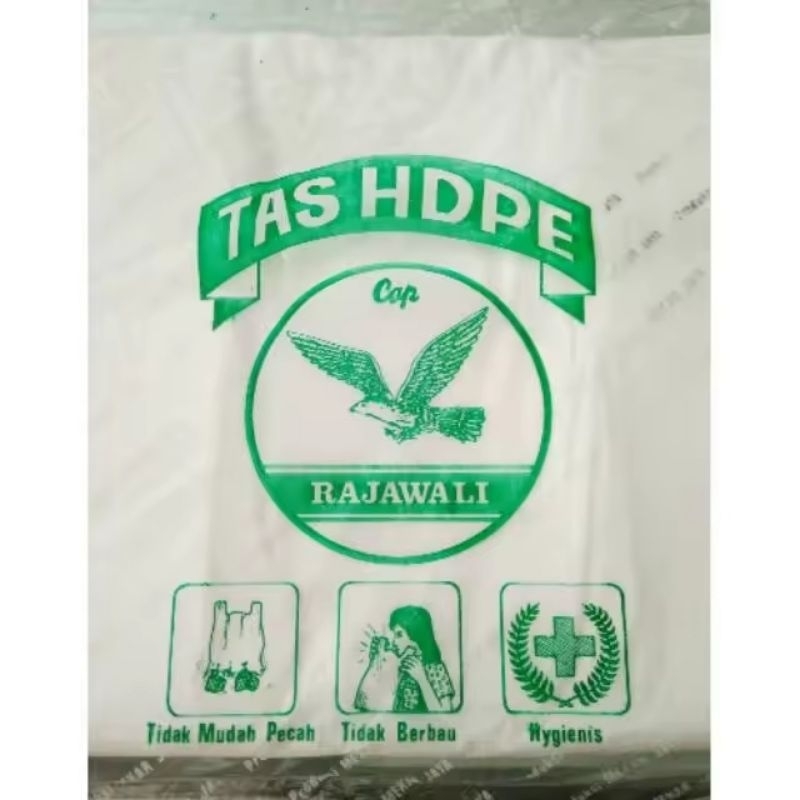 TAS HDPE
Cap
RAJAWALI
Tidak Mudah Pecah
Tidak Berbau
Hygienis